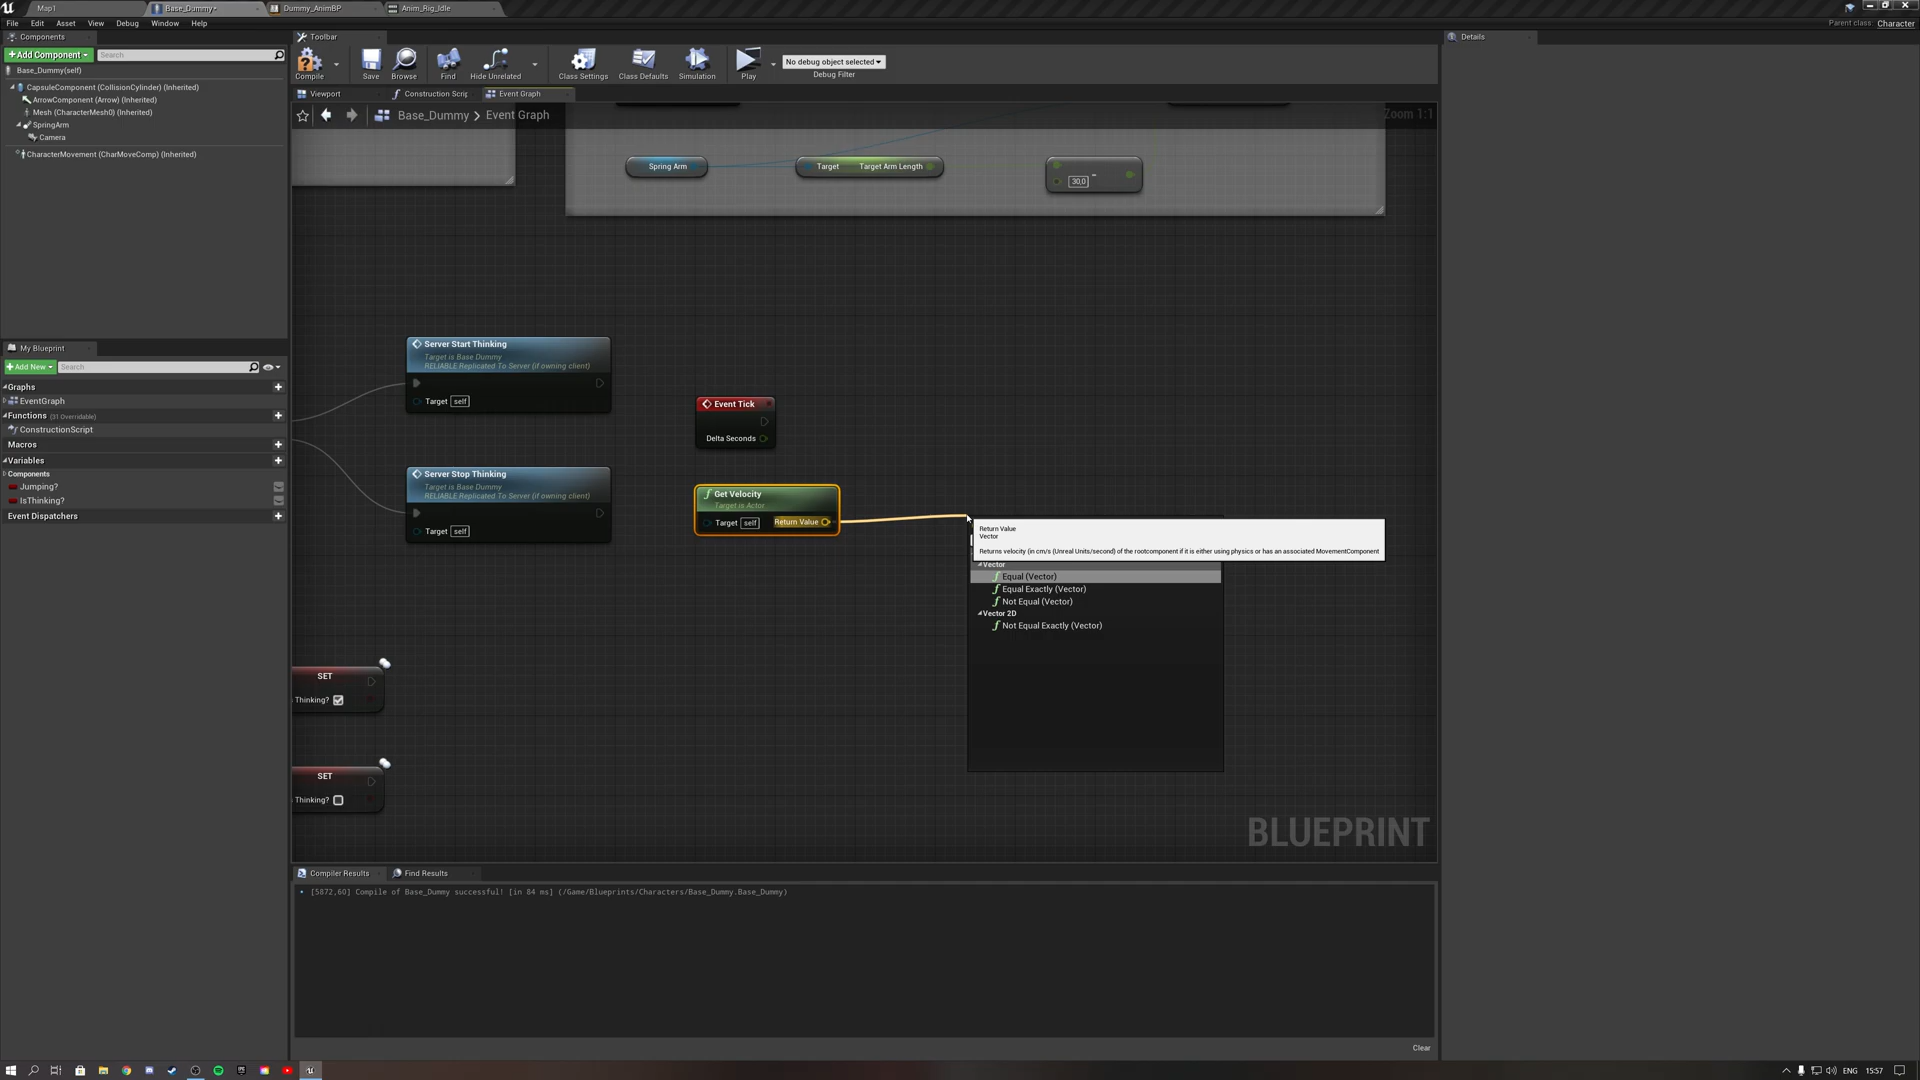 Map1
Base_Dummy*
Dummy_AnimBP
Anim_Rig_Idle
File Edit Asset View Debug Window Help
Parent class: Character
Components
Toolbar
Details
+Add Component
Search
Base_Dummy(self)
CapsuleComponent (CollisionCylinder) (Inherited)
ArrowComponent (Arrow) (Inherited)
Mesh (CharacterMesh0) (Inherited)
SpringArm
Camera
CharacterMovement (CharMoveComp) (Inherited)
Compile
Save
Browse
Find
Hide Unrelated
Class Settings
Class Defaults
Simulation
Play
No debug object selected
Debug Filter
Viewport
Construction Scrip
Event Graph
Base_Dummy > Event Graph
Zoom 1:1
Spring Arm
Target
Target Arm Length
-
30,0
My Blueprint
+Add New
Search
Graphs
EventGraph
Functions (31 Overridable)
ConstructionScript
Macros
Variables
Components
Jumping?
IsThinking?
Event Dispatchers
Server Start Thinking
Target is Base Dummy
RELIABLE Replicated To Server (if owning client)
Target self
Server Stop Thinking
Target is Base Dummy
RELIABLE Replicated To Server (if owning client)
Target self
Event Tick
Delta Seconds
Get Velocity
Target is Actor
Target self
Return Value
Return Value
Vector
Returns velocity (in cm/s (Unreal Units/second) of the rootcomponent if it is either using physics or has an associated MovementComponent
Vector
Equal (Vector)
Equal Exactly (Vector)
Not Equal (Vector)
Vector 2D
Not Equal Exactly (Vector)
SET
Thinking?
SET
Thinking?
BLUEPRINT
Compiler Results
Find Results
[5872,60] Compile of Base_Dummy successful! [in 84 ms] (/Game/Blueprints/Characters/Base_Dummy.Base_Dummy)
Clear
ENG
15:57